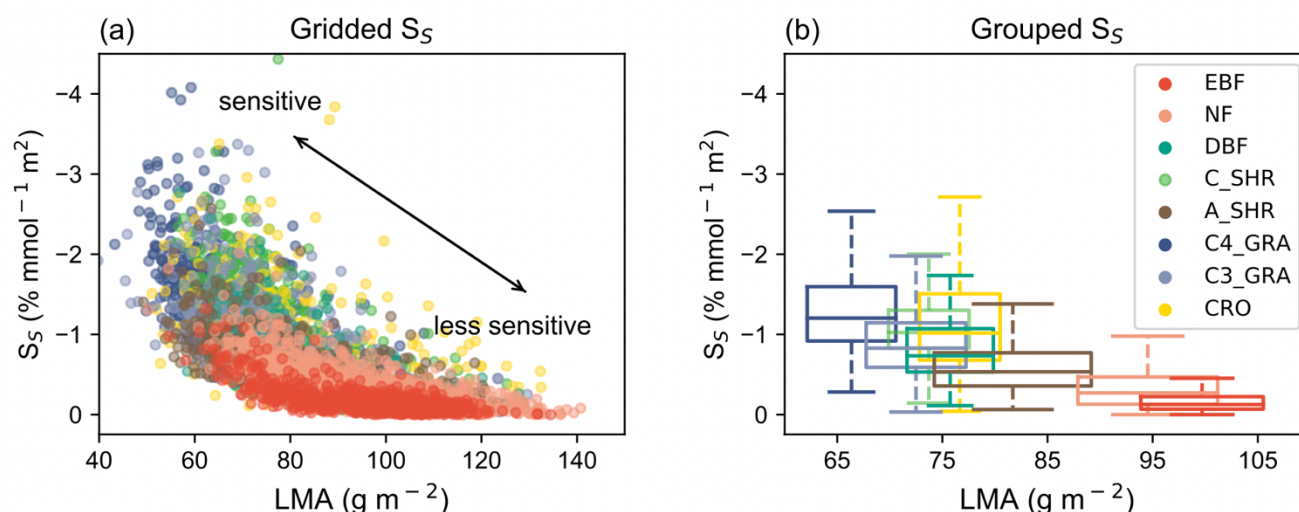 (a) Gridded S_S
S_S (% mmol⁻¹ m²)
−4
−3
−2
−1
0
sensitive
less sensitive
40 60 80 100 120 140
LMA (g m⁻²)
(b) Grouped S_S
S_S (% mmol⁻¹ m²)
−4
−3
−2
−1
0
EBF
NF
DBF
C_SHR
A_SHR
C4_GRA
C3_GRA
CRO
65 75 85 95 105
LMA (g m⁻²)